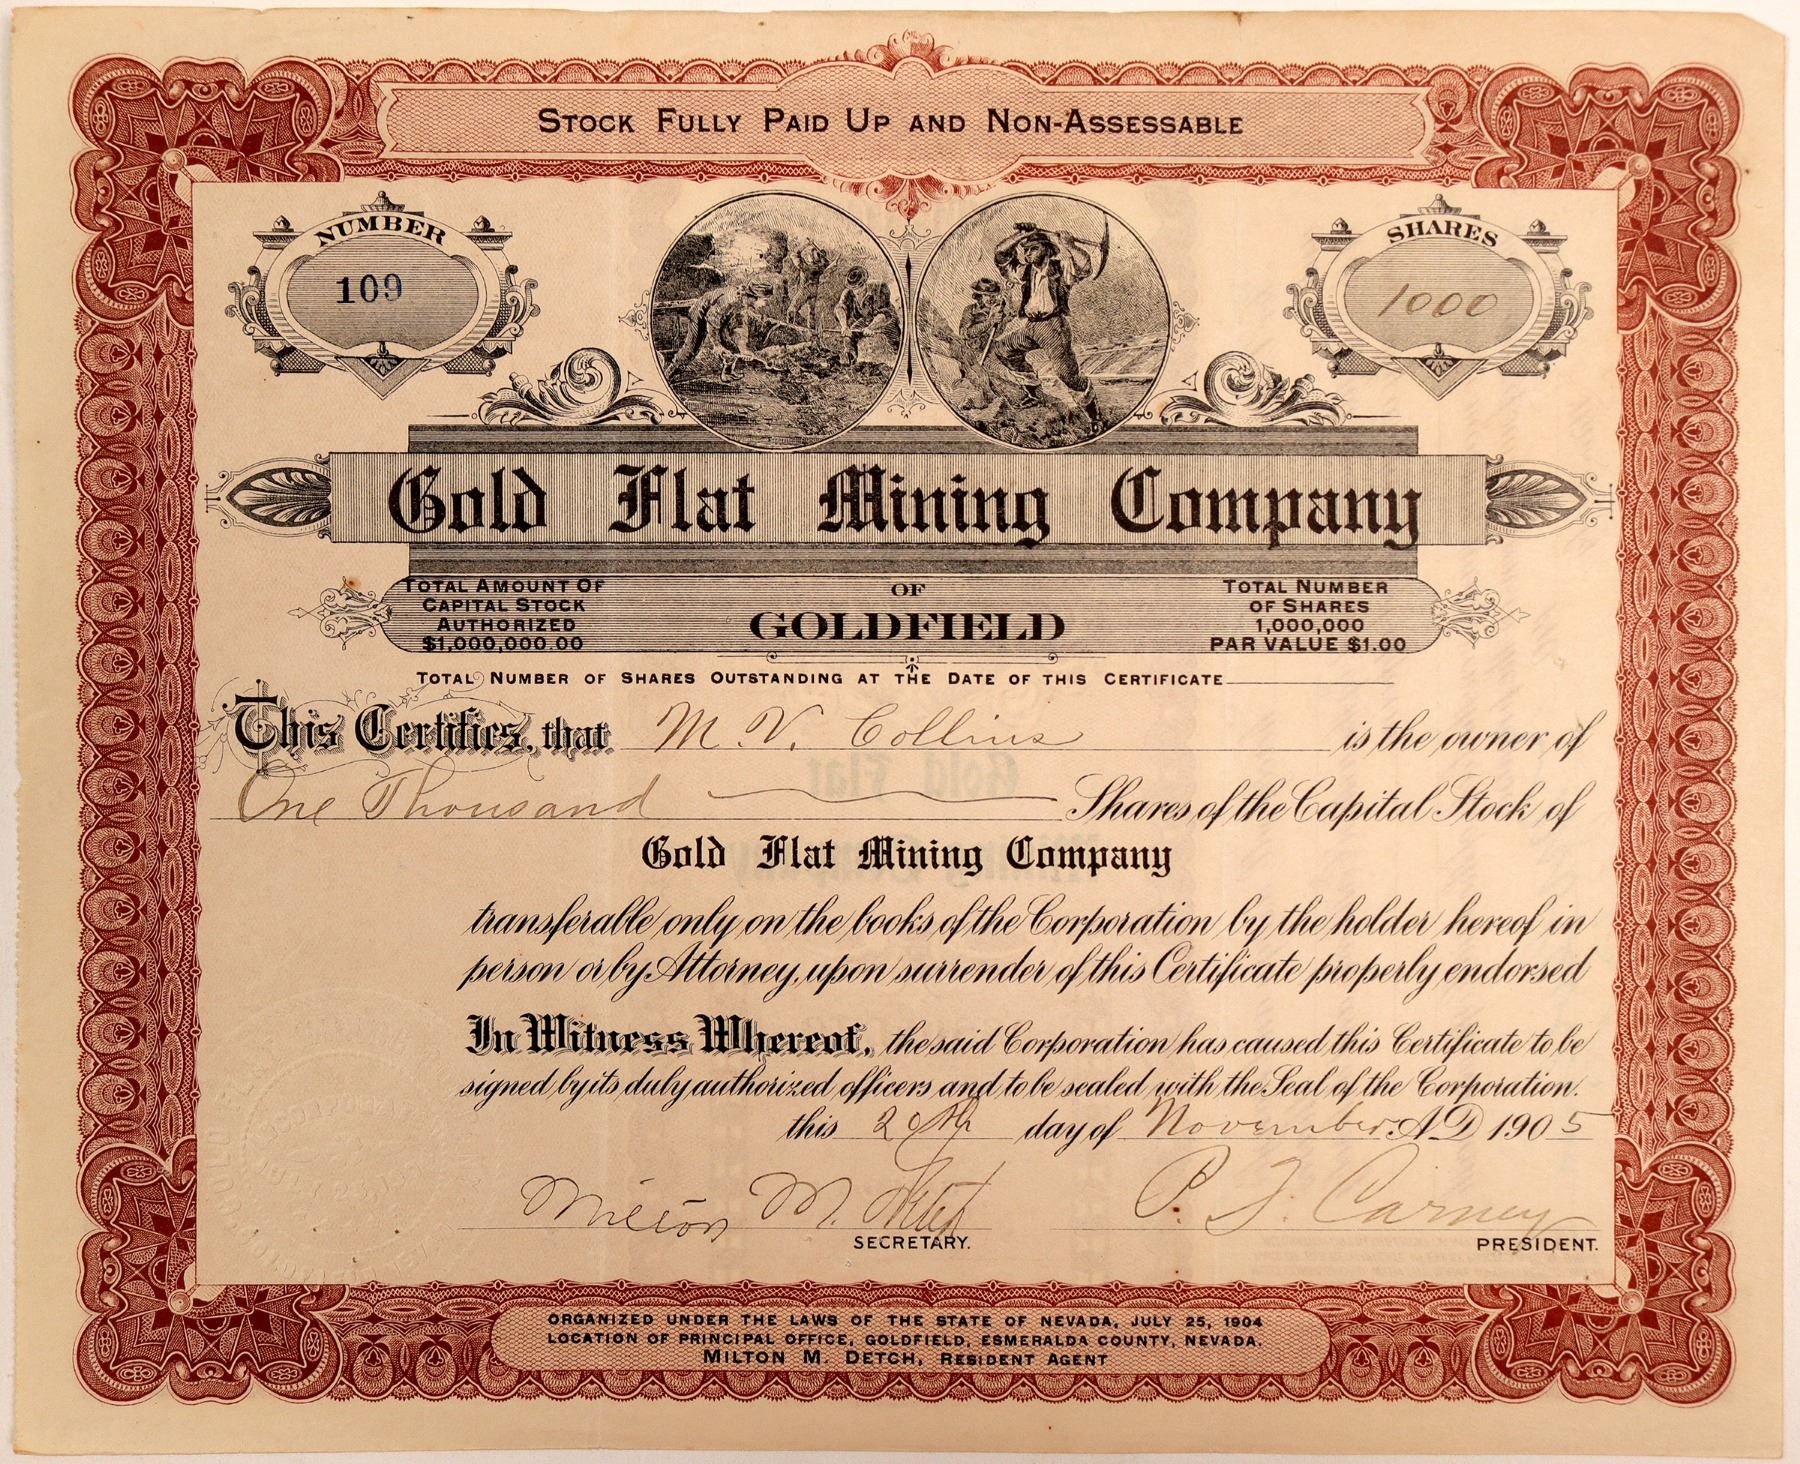 STOCK FULLY PAID UP AND NON-ASSESSABLE
NUMBER
109
SHARES
1000
Gold Flat Mining Company
TOTAL AMOUNT OF
CAPITAL STOCK
AUTHORIZED
$1,000,000.00
OF
GOLDFIELD
TOTAL NUMBER
OF SHARES
1,000,000
PAR VALUE $1.00
TOTAL NUMBER OF SHARES OUTSTANDING AT THE DATE OF THIS CERTIFICATE
This Certifies, that M. V. Collins is the owner of
One Thousand Shares of the Capital Stock of
Gold Flat Mining Company
transferable only on the books of the Corporation by the holder hereof in
person or by Attorney, upon surrender of this Certificate properly endorsed
In Witness Whereof, the said Corporation has caused this Certificate to be
signed by its duly authorized officers and to be sealed with the Seal of the Corporation.
this 20th day of November A.D. 1905
Milton M. Detch
SECRETARY.
P. J. Carney
PRESIDENT.
ORGANIZED UNDER THE LAWS OF THE STATE OF NEVADA, JULY 25, 1904
LOCATION OF PRINCIPAL OFFICE, GOLDFIELD, ESMERALDA COUNTY, NEVADA.
MILTON M. DETCH, RESIDENT AGENT